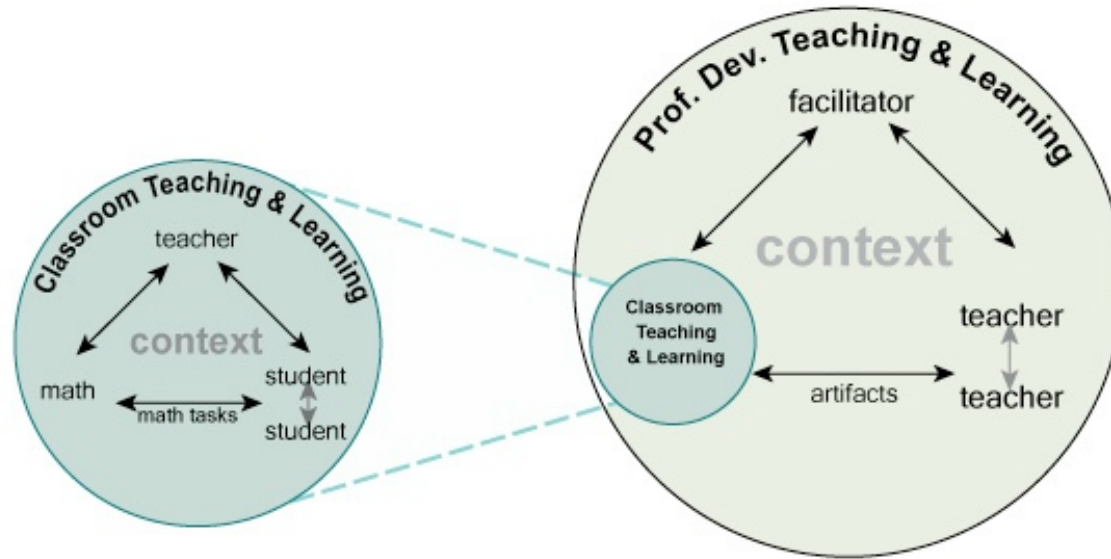 Classroom Teaching & Learning
teacher
context
math
student
math tasks
student
Prof. Dev. Teaching & Learning
facilitator
context
Classroom
Teaching
& Learning
teacher
artifacts
teacher